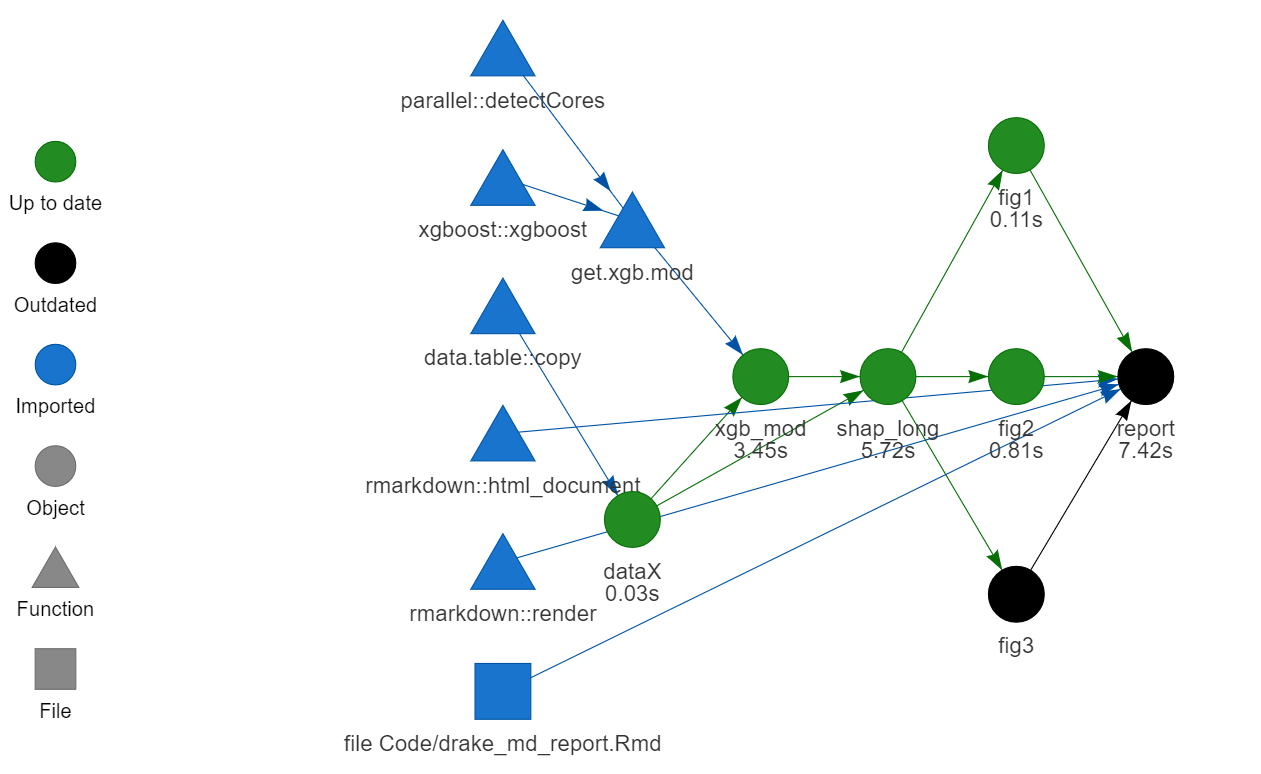 Up to date
Outdated
Imported
Object
Function
File
parallel::detectCores
xgboost::xgboost
get.xgb.mod
data.table::copy
rmarkdown::html_document
rmarkdown::render
file Code/drake_md_report.Rmd
dataX
0.03s
xgb_mod
3.45s
shap_long
5.72s
fig1
0.11s
fig2
0.81s
fig3
report
7.42s